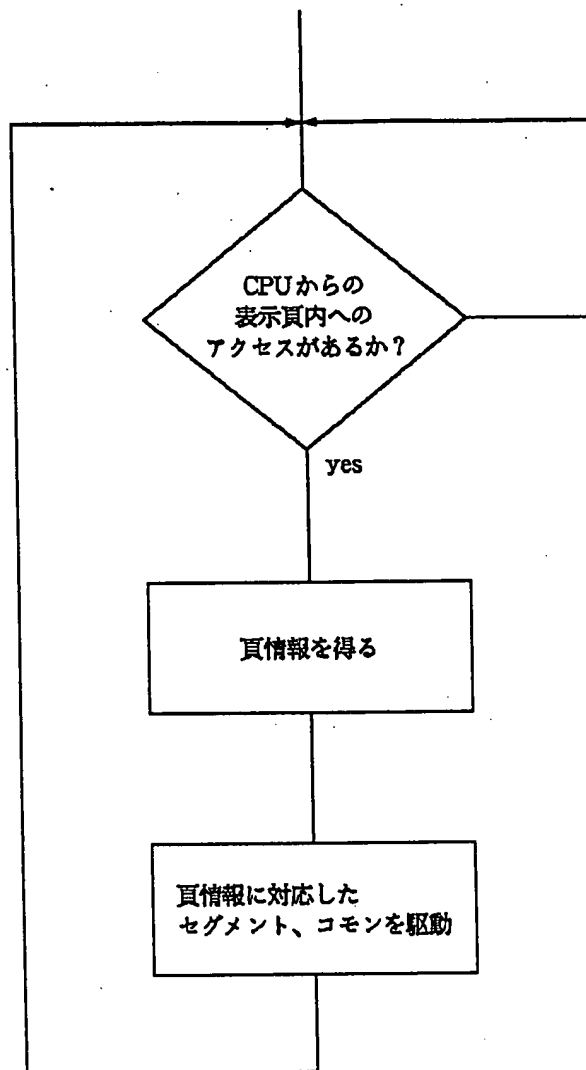 CPUからの
表示頁内への
アクセスがあるか？
yes
頁情報を得る
頁情報に対応した
セグメント、コモンを駆動